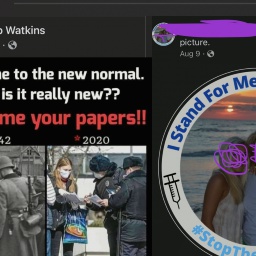 Watkins
picture.
Aug 9 ·
e to the new normal.
is it really new??
me your papers!!
42
2020
I Stand For Me
#StopThe